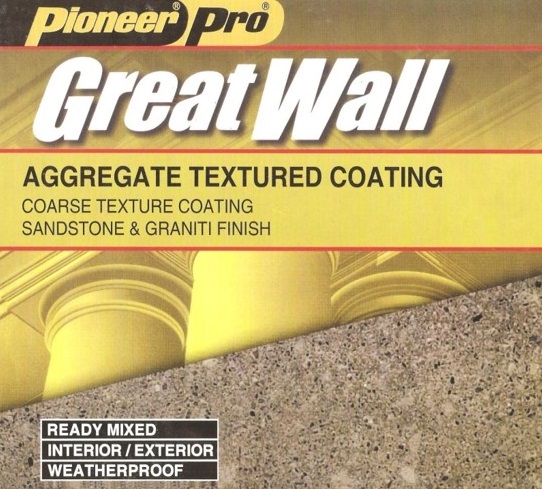 Pioneer® Pro®
Great Wall
AGGREGATE TEXTURED COATING
COARSE TEXTURE COATING
SANDSTONE & GRANITI FINISH
READY MIXED
INTERIOR / EXTERIOR
WEATHERPROOF